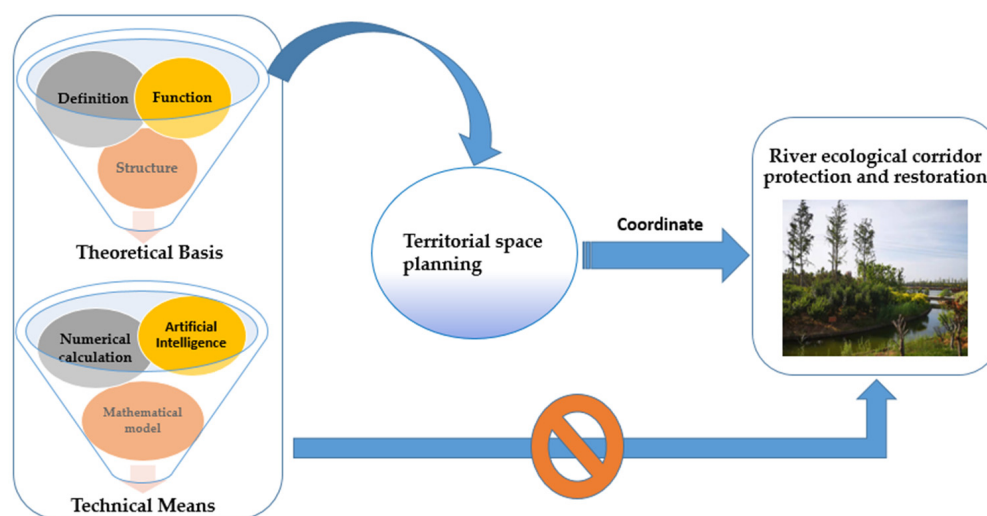 Definition
Function
Structure
Theoretical Basis
Numerical
calculation
Artificial
Intelligence
Mathematical
model
Technical Means
Territorial space
planning
Coordinate
River ecological corridor
protection and restoration